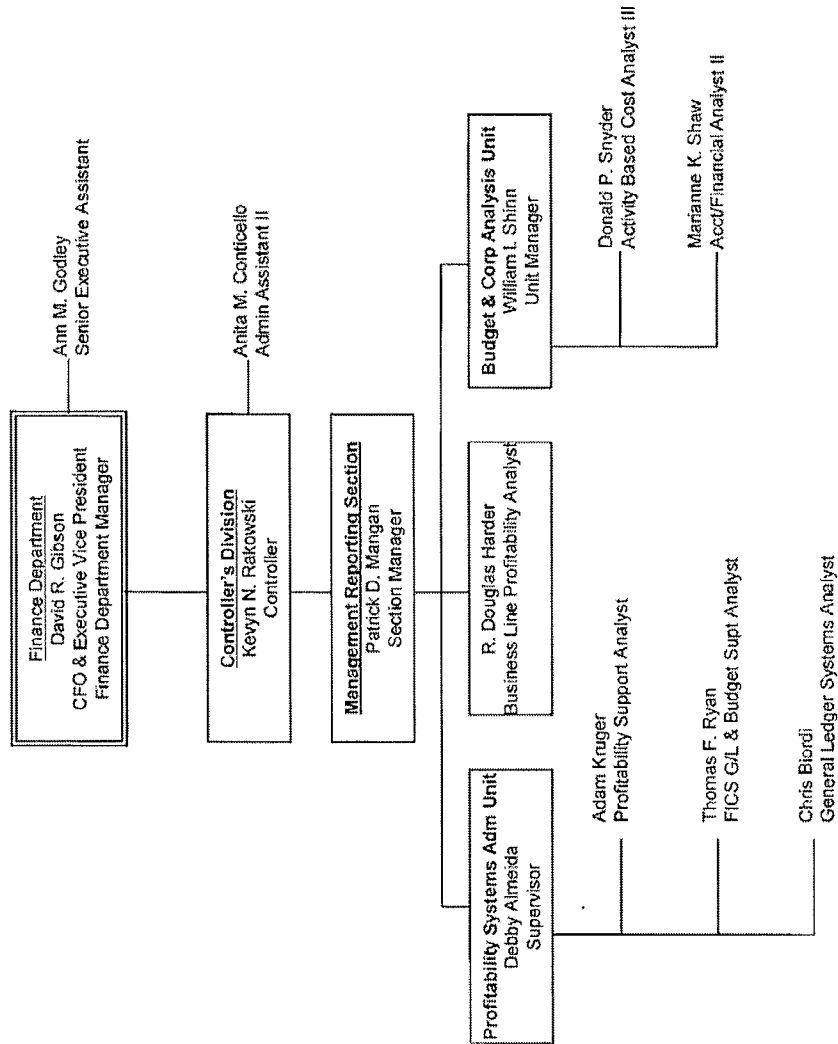 Finance Department
David R. Gibson
CFO & Executive Vice President
Finance Department Manager
Ann M. Godley
Senior Executive Assistant
Controller's Division
Kevyn N. Rakowski
Controller
Anita M. Conticello
Admin Assistant II
Management Reporting Section
Patrick D. Mangan
Section Manager
Profitability Systems Adm Unit
Debby Almeida
Supervisor
R. Douglas Harder
Business Line Profitability Analyst
Budget & Corp Analysis Unit
William I. Shinn
Unit Manager
Adam Kruger
Profitability Support Analyst
Thomas F. Ryan
FICS G/L & Budget Supt Analyst
Chris Biordi
General Ledger Systems Analyst
Donald P. Snyder
Activity Based Cost Analyst III
Marianne K. Shaw
Acct/Financial Analyst II